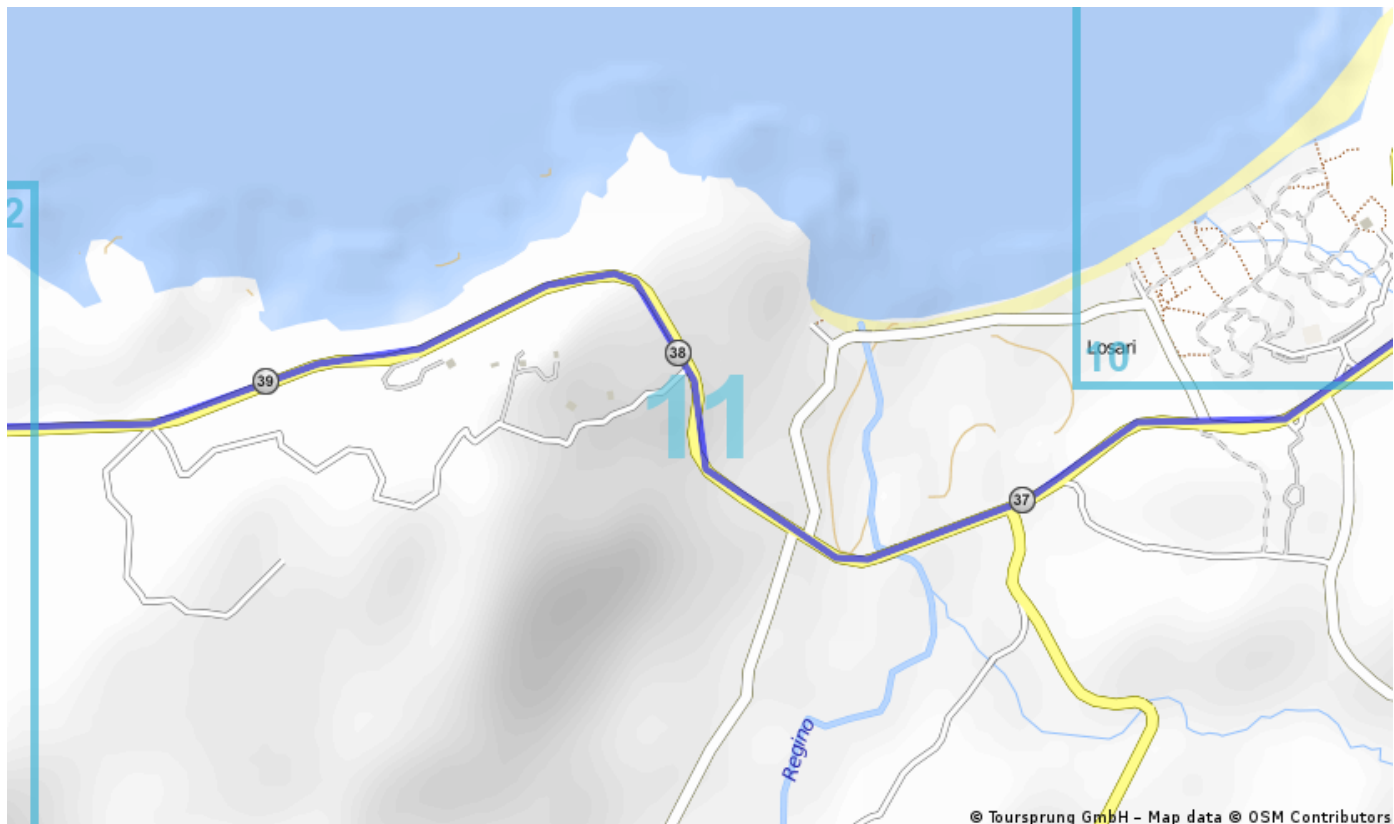 2
Losari
10
38
39
11
37
Regino
© Toursprung GmbH – Map data © OSM Contributors